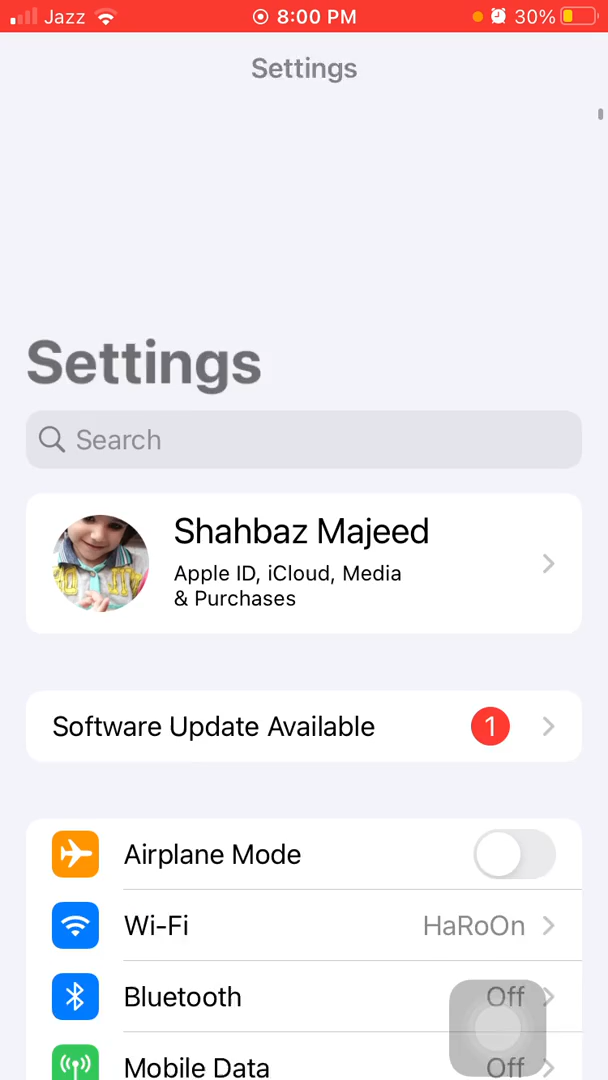 Jazz 8:00 PM 30%
Settings
Settings
Search
Shahbaz Majeed
Apple ID, iCloud, Media
& Purchases
Software Update Available 1
Airplane Mode
Wi-Fi HaRoOn
Bluetooth Off
Mobile Data Off